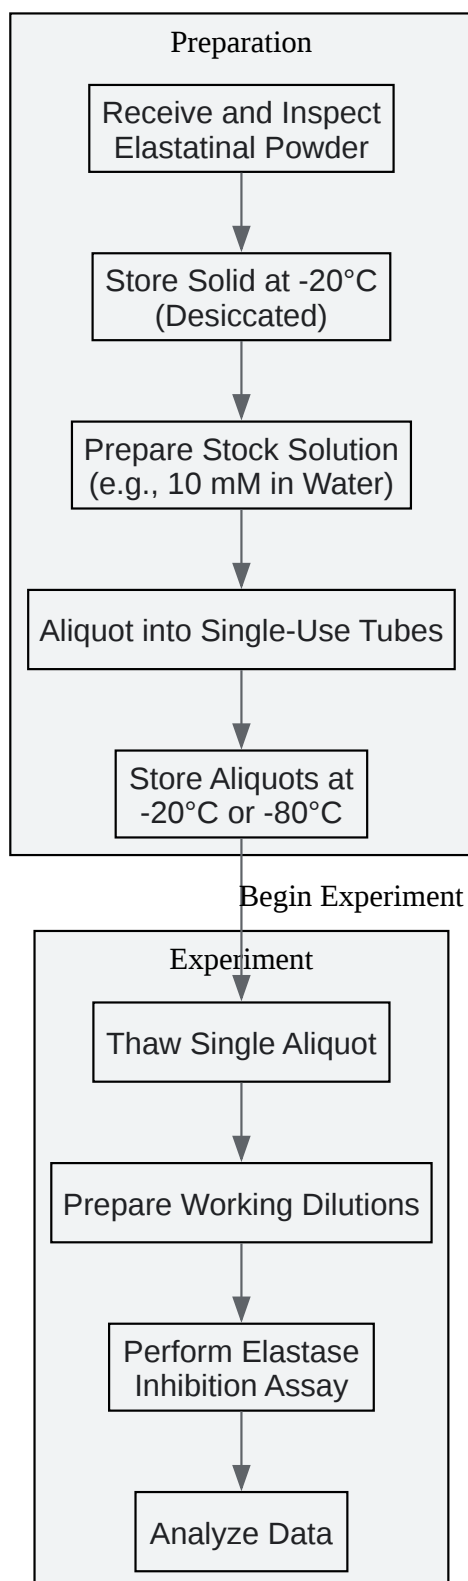 Preparation
Receive and Inspect
Elastatinal Powder
Store Solid at -20°C
(Desiccated)
Prepare Stock Solution
(e.g., 10 mM in Water)
Aliquot into Single-Use Tubes
Store Aliquots at
-20°C or -80°C
Begin Experiment
Experiment
Thaw Single Aliquot
Prepare Working Dilutions
Perform Elastase
Inhibition Assay
Analyze Data